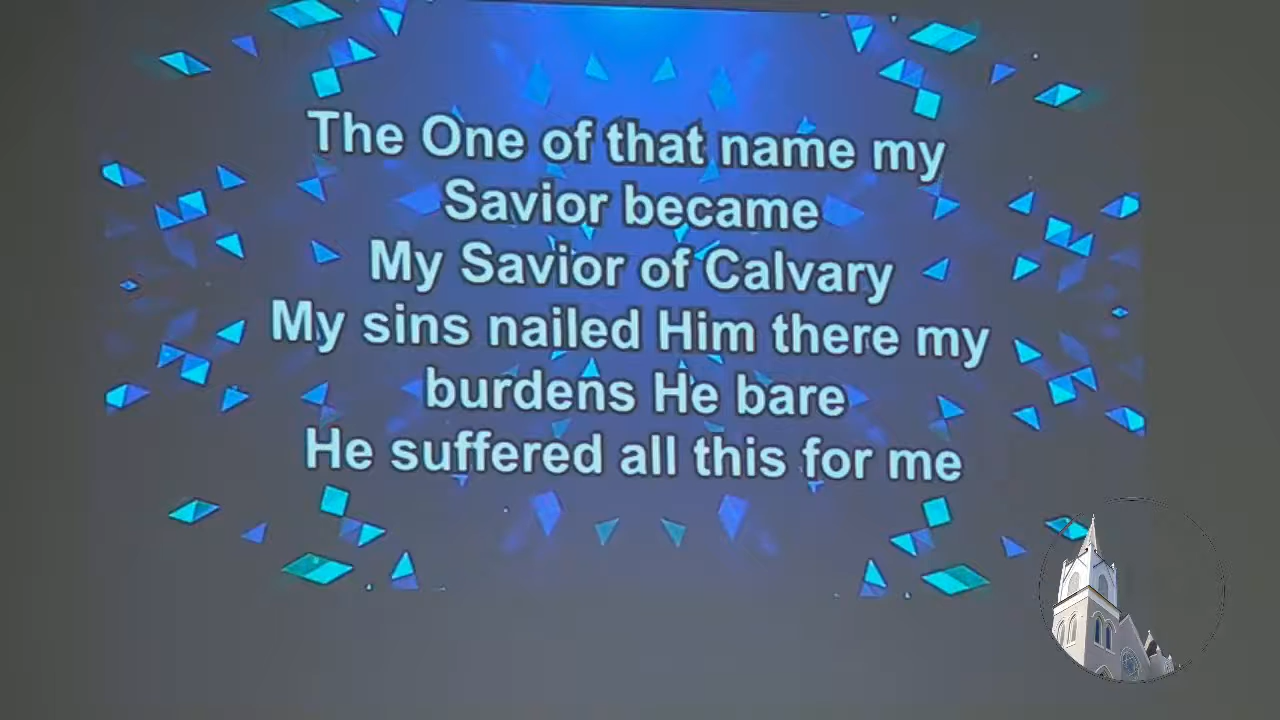 The One of that name my
Savior became
My Savior of Calvary
My sins nailed Him there my
burdens He bare
He suffered all this for me